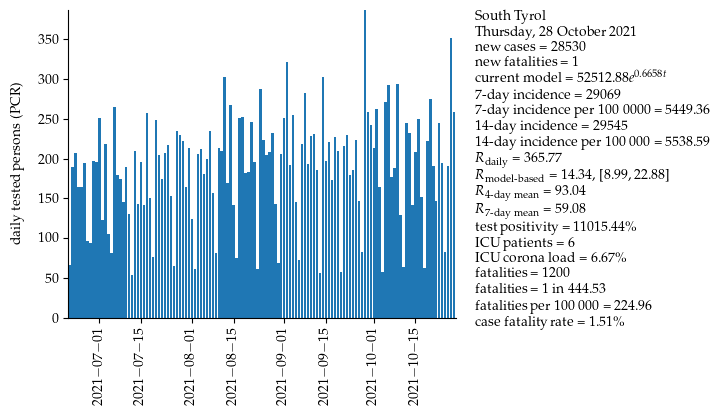 South Tyrol
Thursday, 28 October 2021
new cases = 28530
new fatalities = 1
current model = 52512.88e^0.6658t
7-day incidence = 29069
7-day incidence per 100 0000 = 5449.36
14-day incidence = 29545
14-day incidence per 100 000 = 5538.59
R_daily = 365.77
R_model-based = 14.34, [8.99, 22.88]
R_4-day mean = 93.04
R_7-day mean = 59.08
test positivity = 11015.44%
ICU patients = 6
ICU corona load = 6.67%
fatalities = 1200
fatalities = 1 in 444.53
fatalities per 100 000 = 224.96
case fatality rate = 1.51%
daily tested persons (PCR)
350
300
250
200
150
100
50
0
2021−07−01
2021−07−15
2021−08−01
2021−08−15
2021−09−01
2021−09−15
2021−10−01
2021−10−15